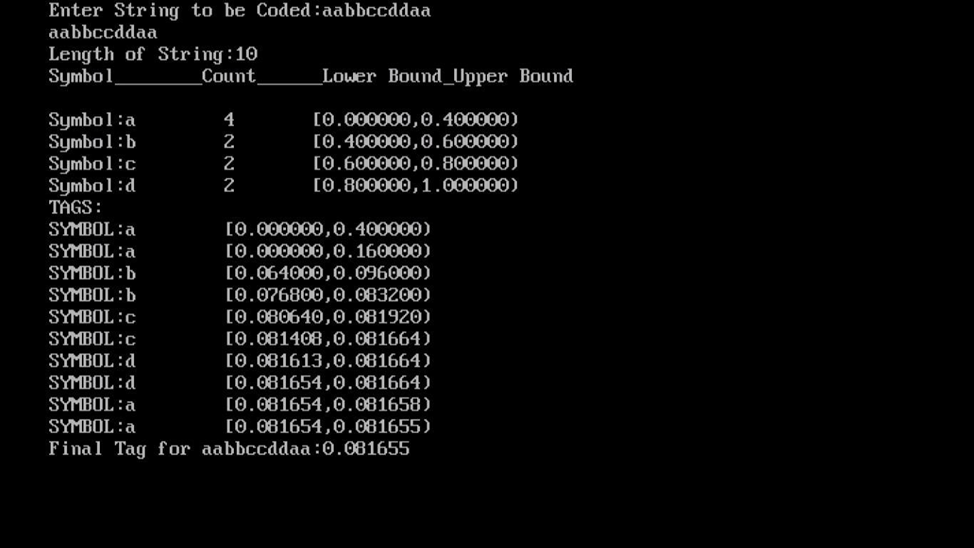 Enter String to be Coded:aabbccddaa
aabbccddaa
Length of String:10
Symbol________Count______Lower Bound_Upper Bound
Symbol:a 4 [0.000000,0.400000)
Symbol:b 2 [0.400000,0.600000)
Symbol:c 2 [0.600000,0.800000)
Symbol:d 2 [0.800000,1.000000)
TAGS:
SYMBOL:a [0.000000,0.400000)
SYMBOL:a [0.000000,0.160000)
SYMBOL:b [0.064000,0.096000)
SYMBOL:b [0.076800,0.083200)
SYMBOL:c [0.080640,0.081920)
SYMBOL:c [0.081408,0.081664)
SYMBOL:d [0.081613,0.081664)
SYMBOL:d [0.081654,0.081664)
SYMBOL:a [0.081654,0.081658)
SYMBOL:a [0.081654,0.081655)
Final Tag for aabbccddaa:0.081655